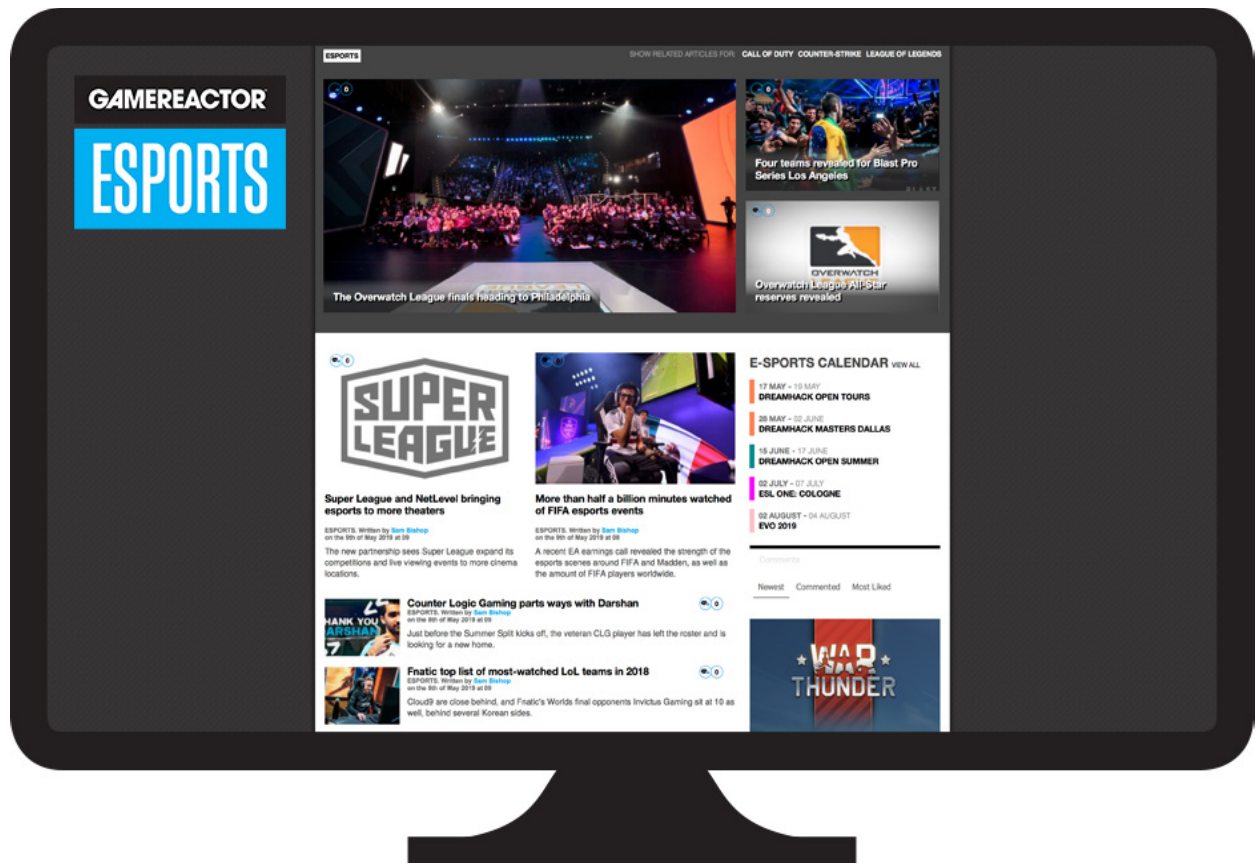 GAMEREACTOR
ESPORTS
ESPORTS
SHOW RELATED ARTICLES FOR: CALL OF DUTY COUNTER-STRIKE LEAGUE OF LEGENDS
0
The Overwatch League finals heading to Philadelphia
0
Four teams revealed for Blast Pro
Series Los Angeles
BLAST
0
OVERWATCH
LEAGUE
Overwatch League All-Star
reserves revealed
0
SUPER
LEAGUE
Super League and NetLevel bringing
esports to more theaters
ESPORTS. Written by Sam Bishop
on the 9th of May 2019 at 09
The new partnership sees Super League expand its
competitions and live viewing events to more cinema
locations.
0
More than half a billion minutes watched
of FIFA esports events
ESPORTS. Written by Sam Bishop
on the 9th of May 2019 at 08
A recent EA earnings call revealed the strength of the
esports scenes around FIFA and Madden, as well as
the amount of FIFA players worldwide.
THANK YOU
DARSHAN
Counter Logic Gaming parts ways with Darshan
0
ESPORTS. Written by Sam Bishop
on the 8th of May 2019 at 09
Just before the Summer Split kicks off, the veteran CLG player has left the roster and is
looking for a new home.
Fnatic top list of most-watched LoL teams in 2018
0
ESPORTS. Written by Sam Bishop
on the 8th of May 2019 at 09
Cloud9 are close behind, and Fnatic's Worlds final opponents Invictus Gaming sit at 10 as
well, behind several Korean sides.
E-SPORTS CALENDAR VIEW ALL
17 MAY - 19 MAY
DREAMHACK OPEN TOURS
28 MAY - 02 JUNE
DREAMHACK MASTERS DALLAS
15 JUNE - 17 JUNE
DREAMHACK OPEN SUMMER
02 JULY - 07 JULY
ESL ONE: COLOGNE
02 AUGUST - 04 AUGUST
EVO 2019
Comments
Newest Commented Most Liked
WAR
THUNDER